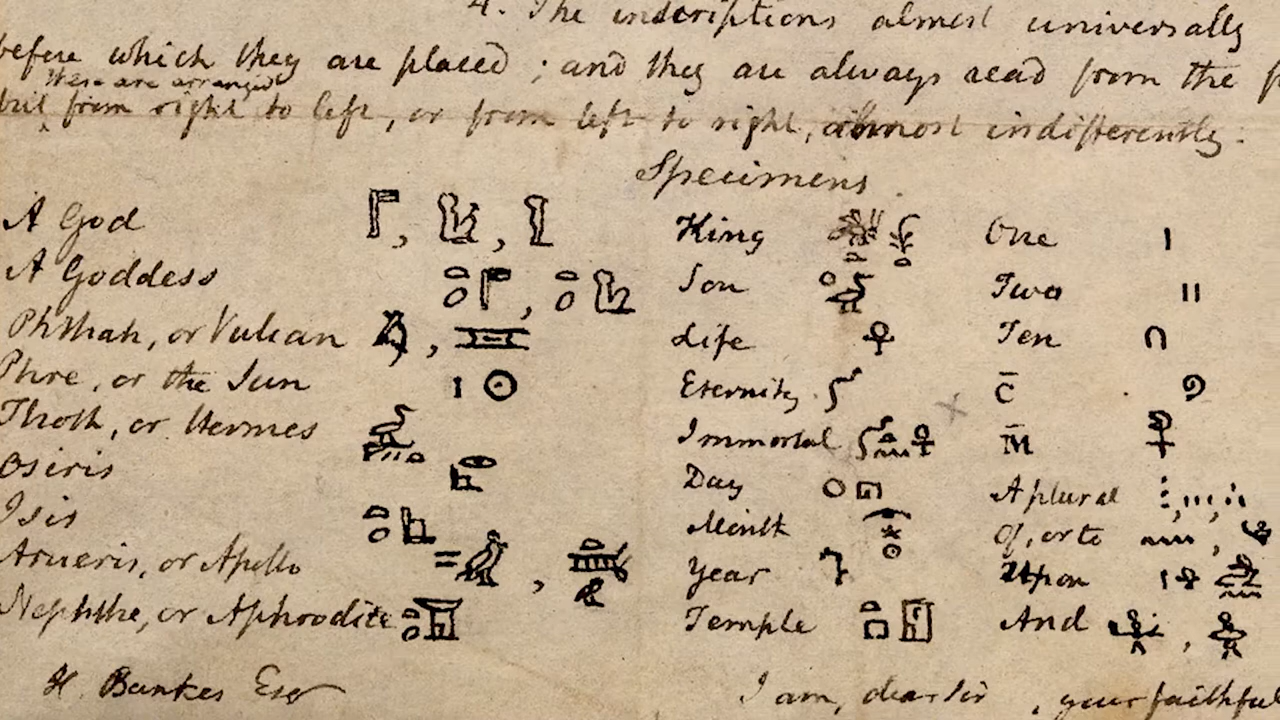 4. The inscriptions almost universally
before which they are placed ; and they are always read from the
these are arranged
but from right to left, or from left to right, almost indifferently.
Specimens.
A God
A Goddess
Phthah, or Vulcan
Phre, or the Sun
Thoth, or Hermes
Osiris
Isis
Arueris, or Apollo
Nephthe, or Aphrodite
King
Son
Life
Eternity
Immortal
Day
Month
Year
Temple
One
Two
Ten
C̅
M̅
A plural
Of, or to
Upon
And
H. Bankes Esqr
I am, dear Sir, your faithful